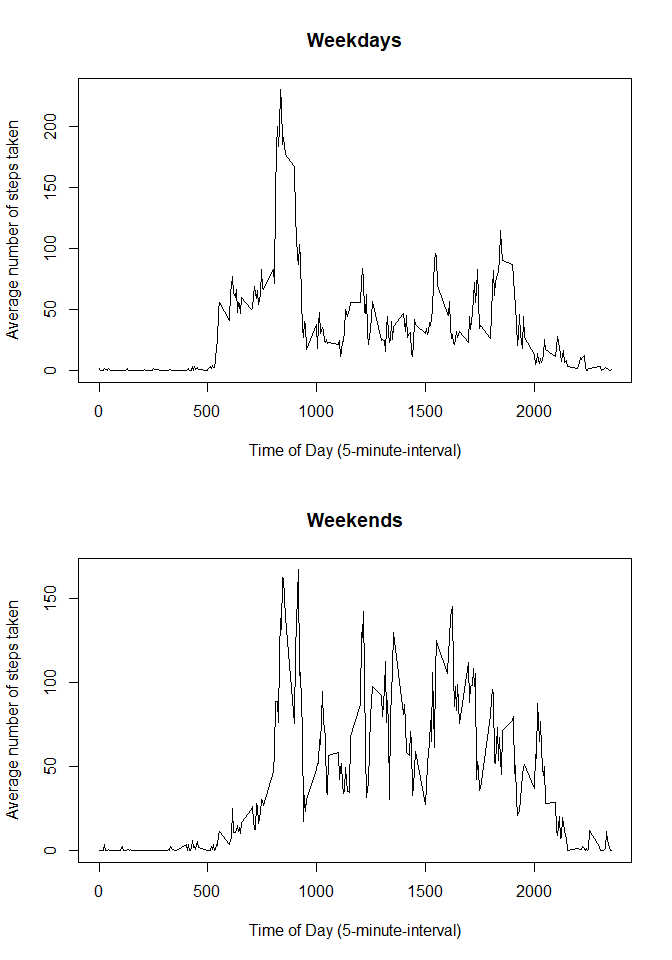 Weekdays
Average number of steps taken
200
150
100
50
0
0 500 1000 1500 2000
Time of Day (5-minute-interval)
Weekends
Average number of steps taken
150
100
50
0
0 500 1000 1500 2000
Time of Day (5-minute-interval)